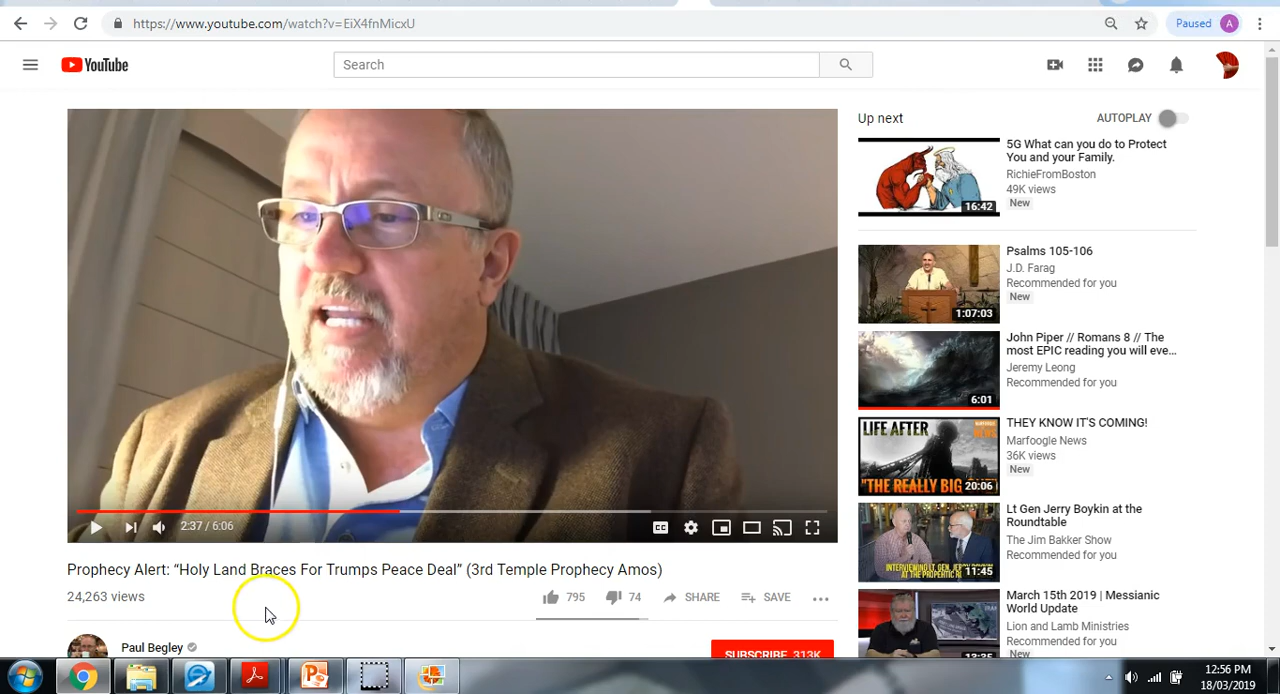 https://www.youtube.com/watch?v=EiX4fnMicxU
Paused A
YouTube
Search
Up next
AUTOPLAY
16:42
5G What can you do to Protect
You and your Family.
RichieFromBoston
49K views
New
1:07:03
Psalms 105-106
J.D. Farag
Recommended for you
New
6:01
John Piper // Romans 8 // The
most EPIC reading you will eve...
Jeremy Leong
Recommended for you
LIFE AFTER
"THE REALLY BIG
20:06
THEY KNOW IT'S COMING!
Marfoogle News
36K views
New
11:45
Lt Gen Jerry Boykin at the
Roundtable
The Jim Bakker Show
Recommended for you
13:35
March 15th 2019 | Messianic
World Update
Lion and Lamb Ministries
Recommended for you
New
2:37 / 6:06
CC
Prophecy Alert: “Holy Land Braces For Trumps Peace Deal” (3rd Temple Prophecy Amos)
24,263 views
795
74
SHARE
SAVE
Paul Begley
SUBSCRIBE 313K
12:56 PM
18/03/2019